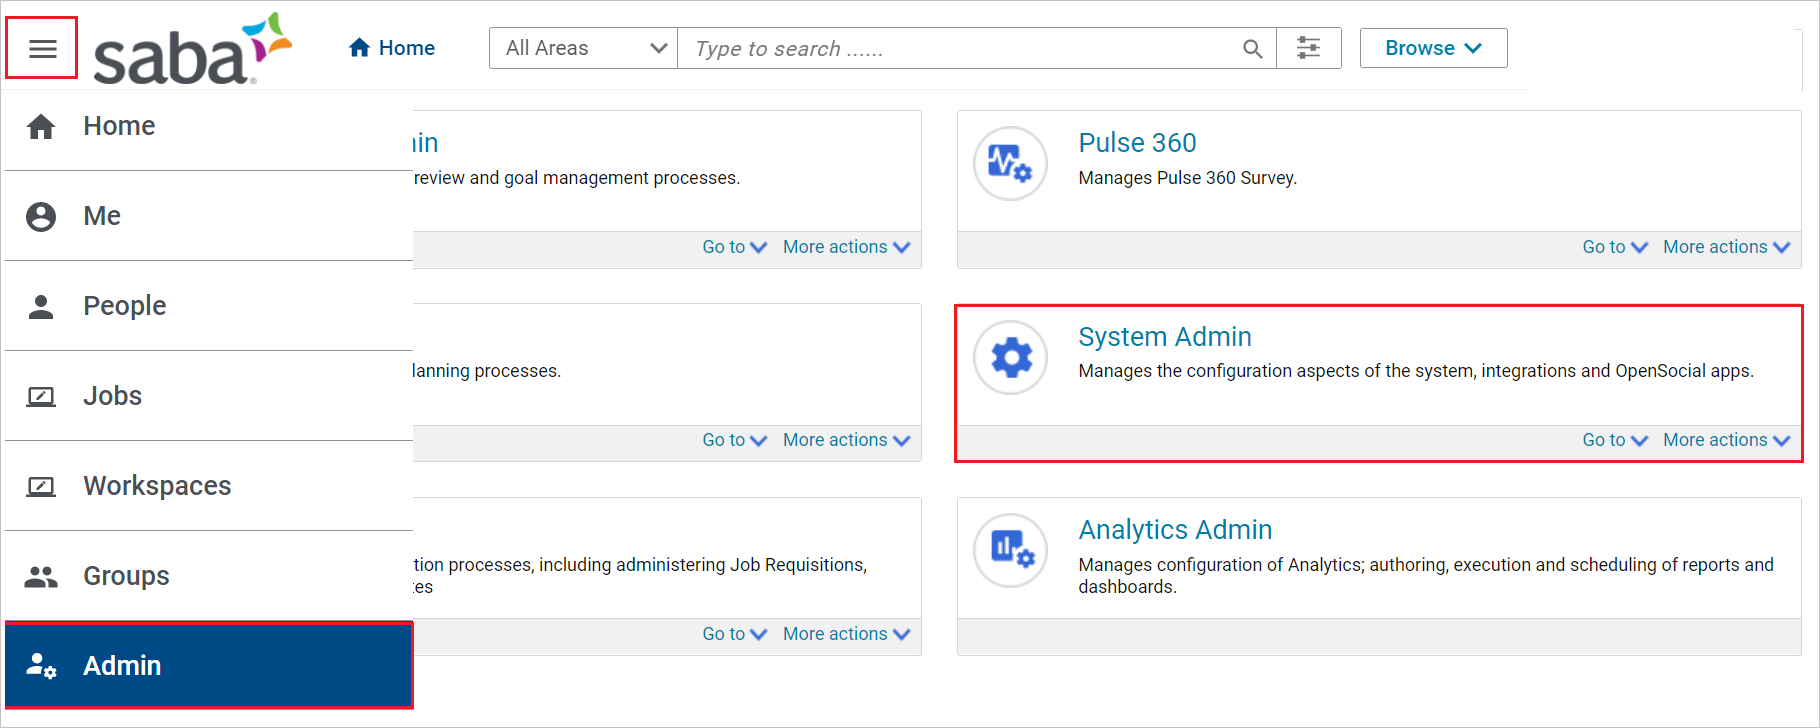 saba
Home
All Areas
Type to search ......
Browse
Home
Me
People
Jobs
Workspaces
Groups
Admin
review and goal management processes.
Go to More actions
Pulse 360
Manages Pulse 360 Survey.
Go to More actions
processes.
Go to More actions
System Admin
Manages the configuration aspects of the system, integrations and OpenSocial apps.
Go to More actions
processes, including administering Job Requisitions,
Go to More actions
Analytics Admin
Manages configuration of Analytics; authoring, execution and scheduling of reports and
dashboards.